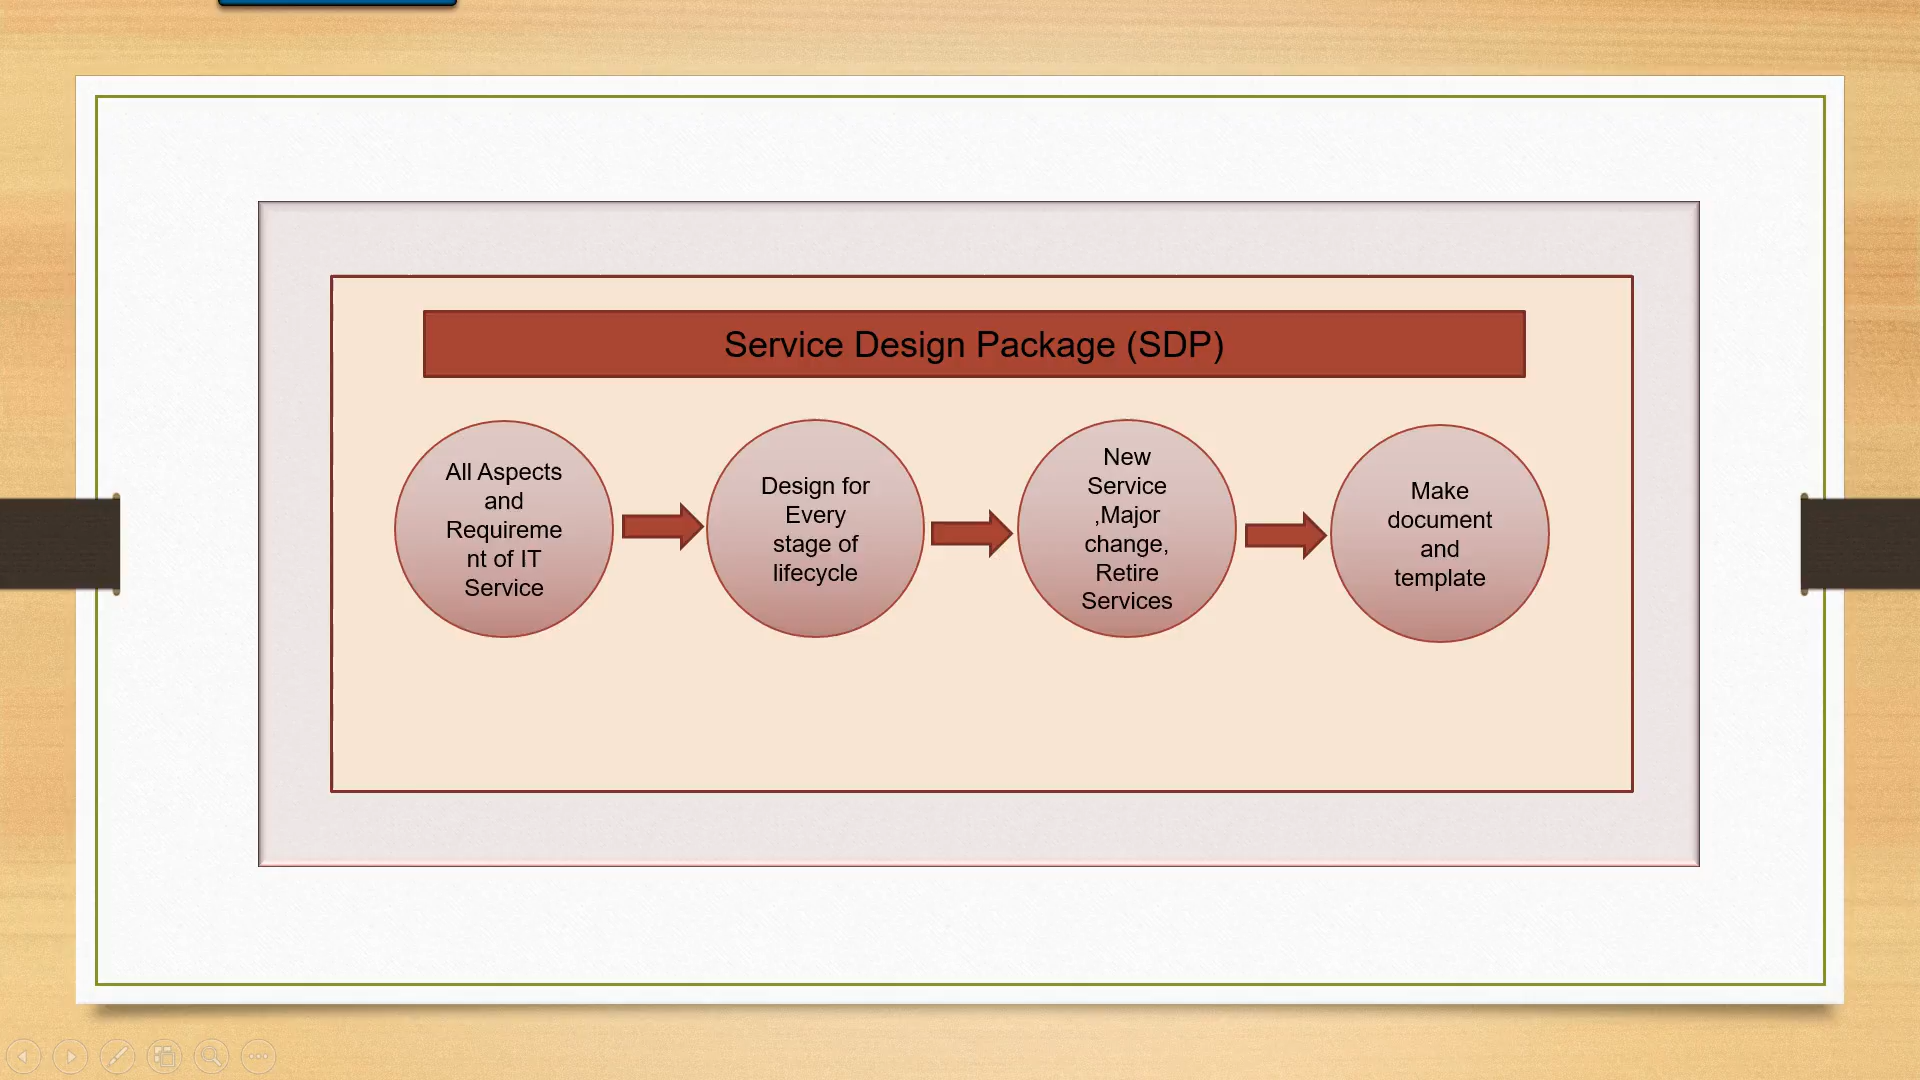 Service Design Package (SDP)
All Aspects
and
Requireme
nt of IT
Service
Design for
Every
stage of
lifecycle
New
Service
,Major
change,
Retire
Services
Make
document
and
template